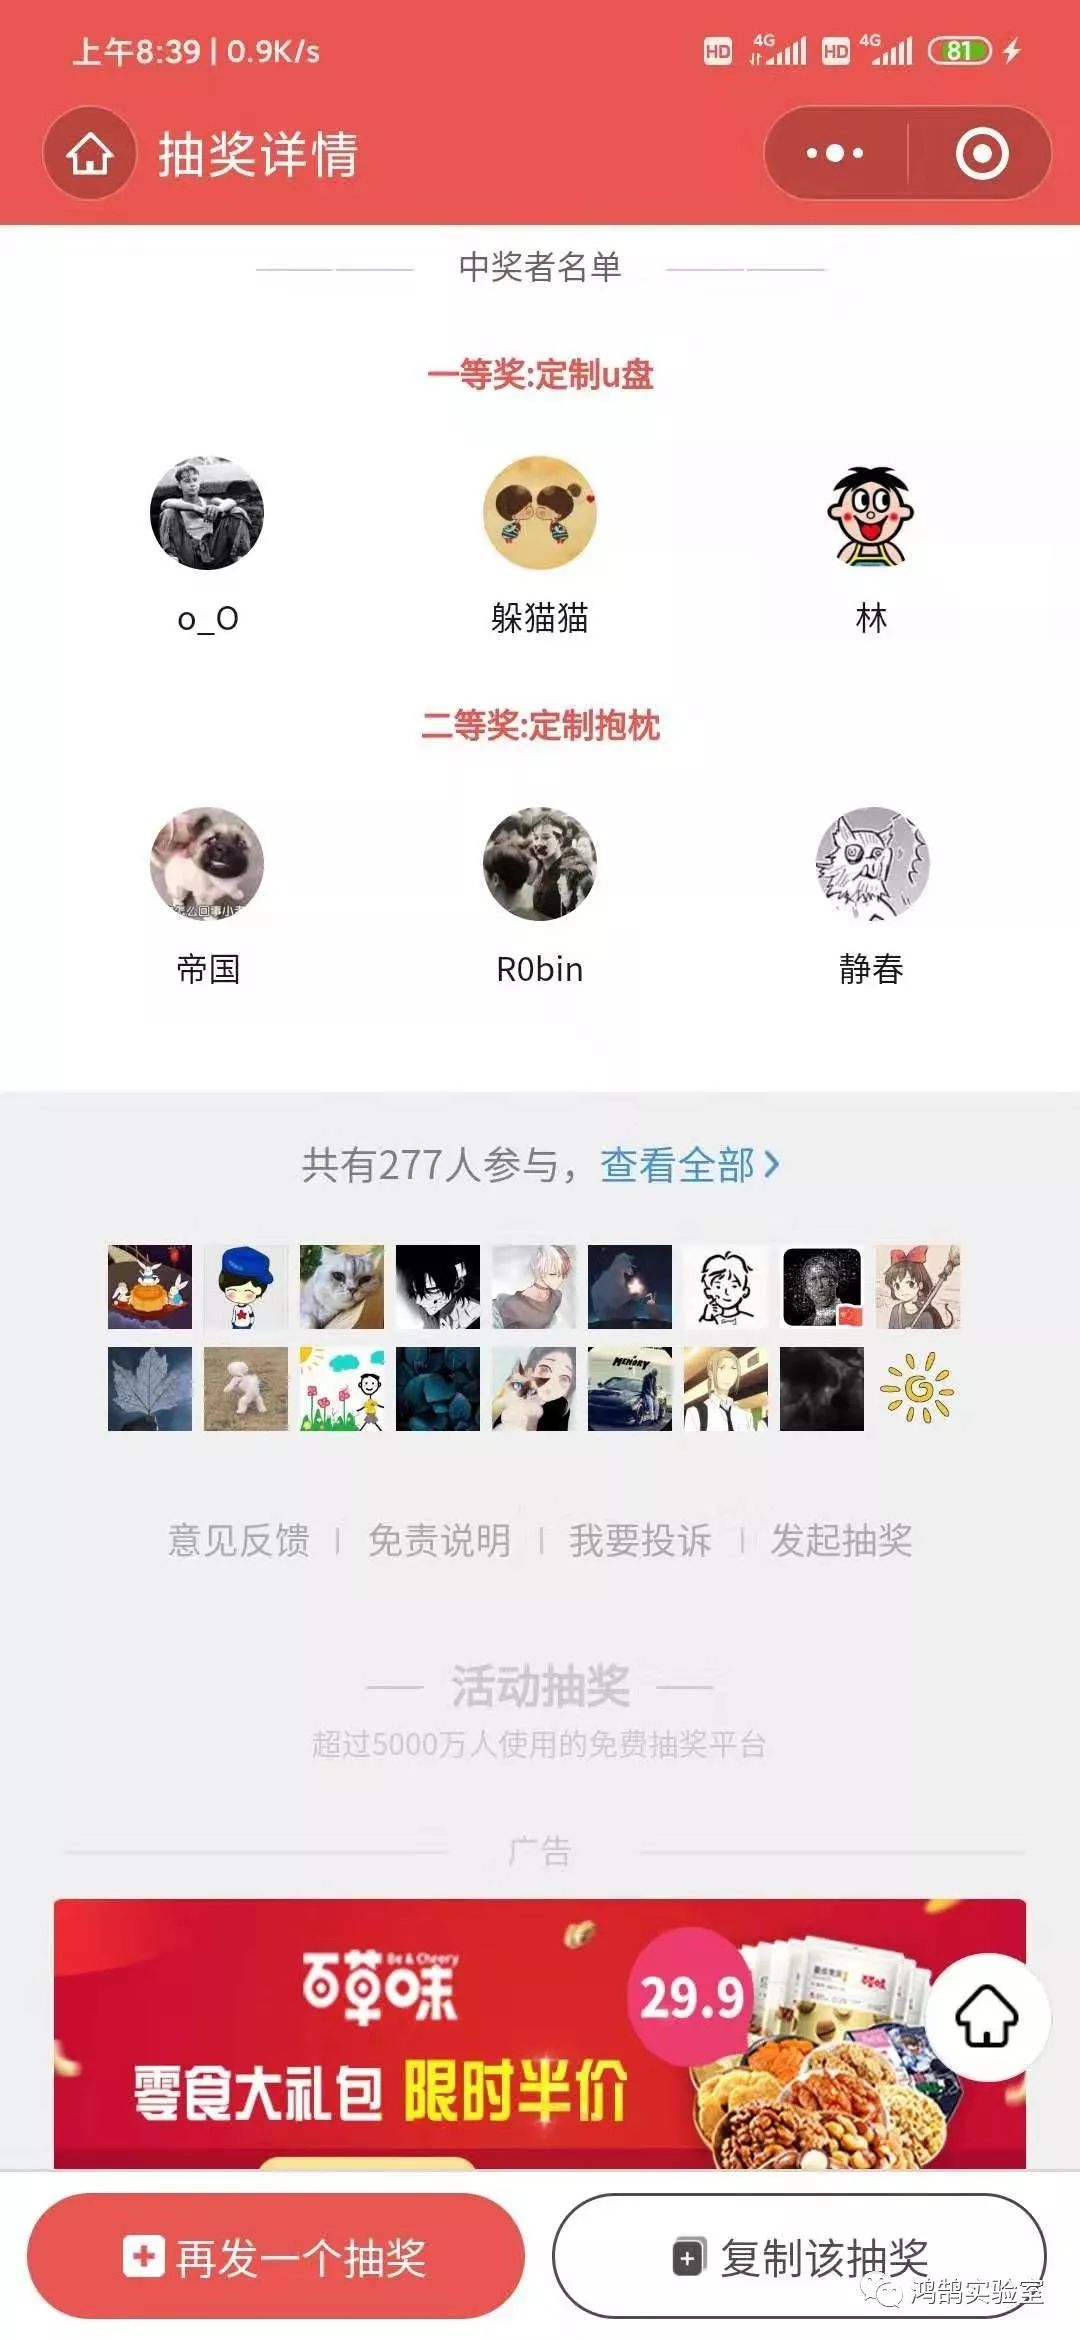 上午8:39 | 0.9K/s
HD 4G HD 4G 81
抽奖详情
中奖者名单
一等奖:定制u盘
o_O 躲猫猫 林
二等奖:定制抱枕
帝国 R0bin 静春
共有277人参与，查看全部
MEMORY
意见反馈 | 免责说明 | 我要投诉 | 发起抽奖
活动抽奖
超过5000万人使用的免费抽奖平台
广告
Be & Cheery
百草味
29.9
零食大礼包 限时半价
再发一个抽奖 复制该抽奖
鸿鹄实验室